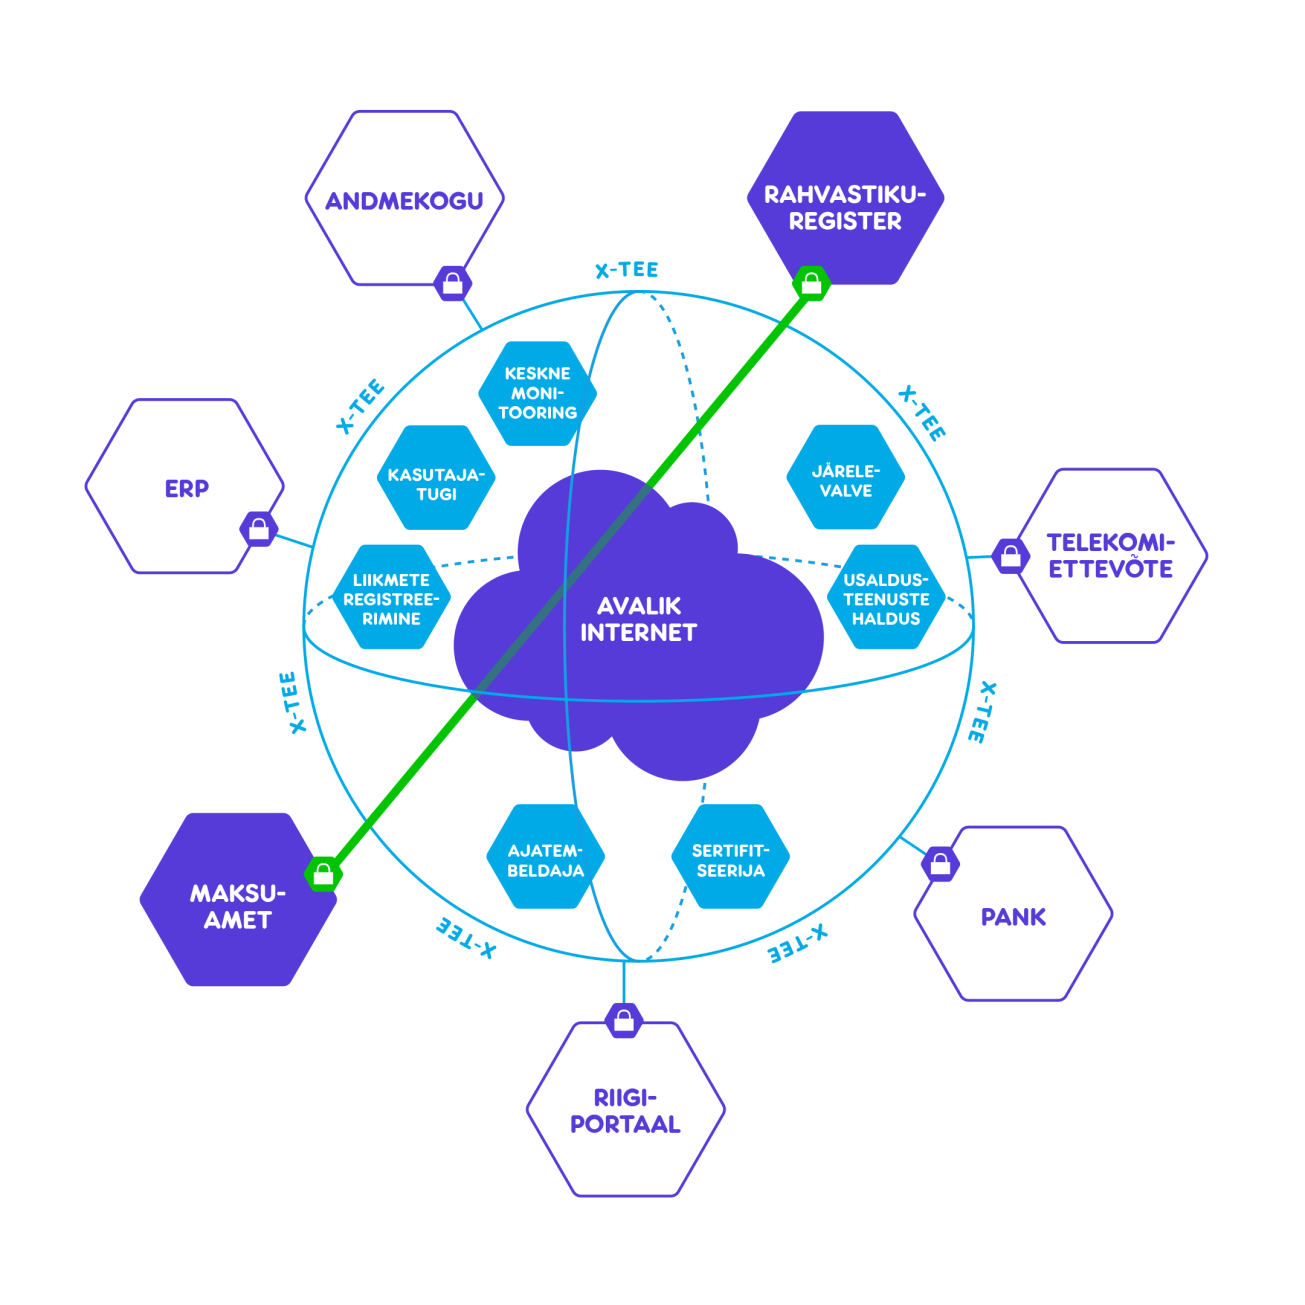 ANDMEKOGU
RAHVASTIKU-
REGISTER
X-TEE
X-TEE
X-TEE
KESKNE
MONI-
TOORING
KASUTAJA-
TUGI
JÄRELE-
VALVE
ERP
TELEKOMI-
ETTEVÕTE
LIIKMETE
REGISTREE-
RIMINE
AVALIK
INTERNET
USALDUS-
TEENUSTE
HALDUS
X-TEE
X-TEE
AJATEM-
BELDAJA
SERTIFIT-
SEERIJA
MAKSU-
AMET
PANK
X-TEE
X-TEE
RIIGI-
PORTAAL